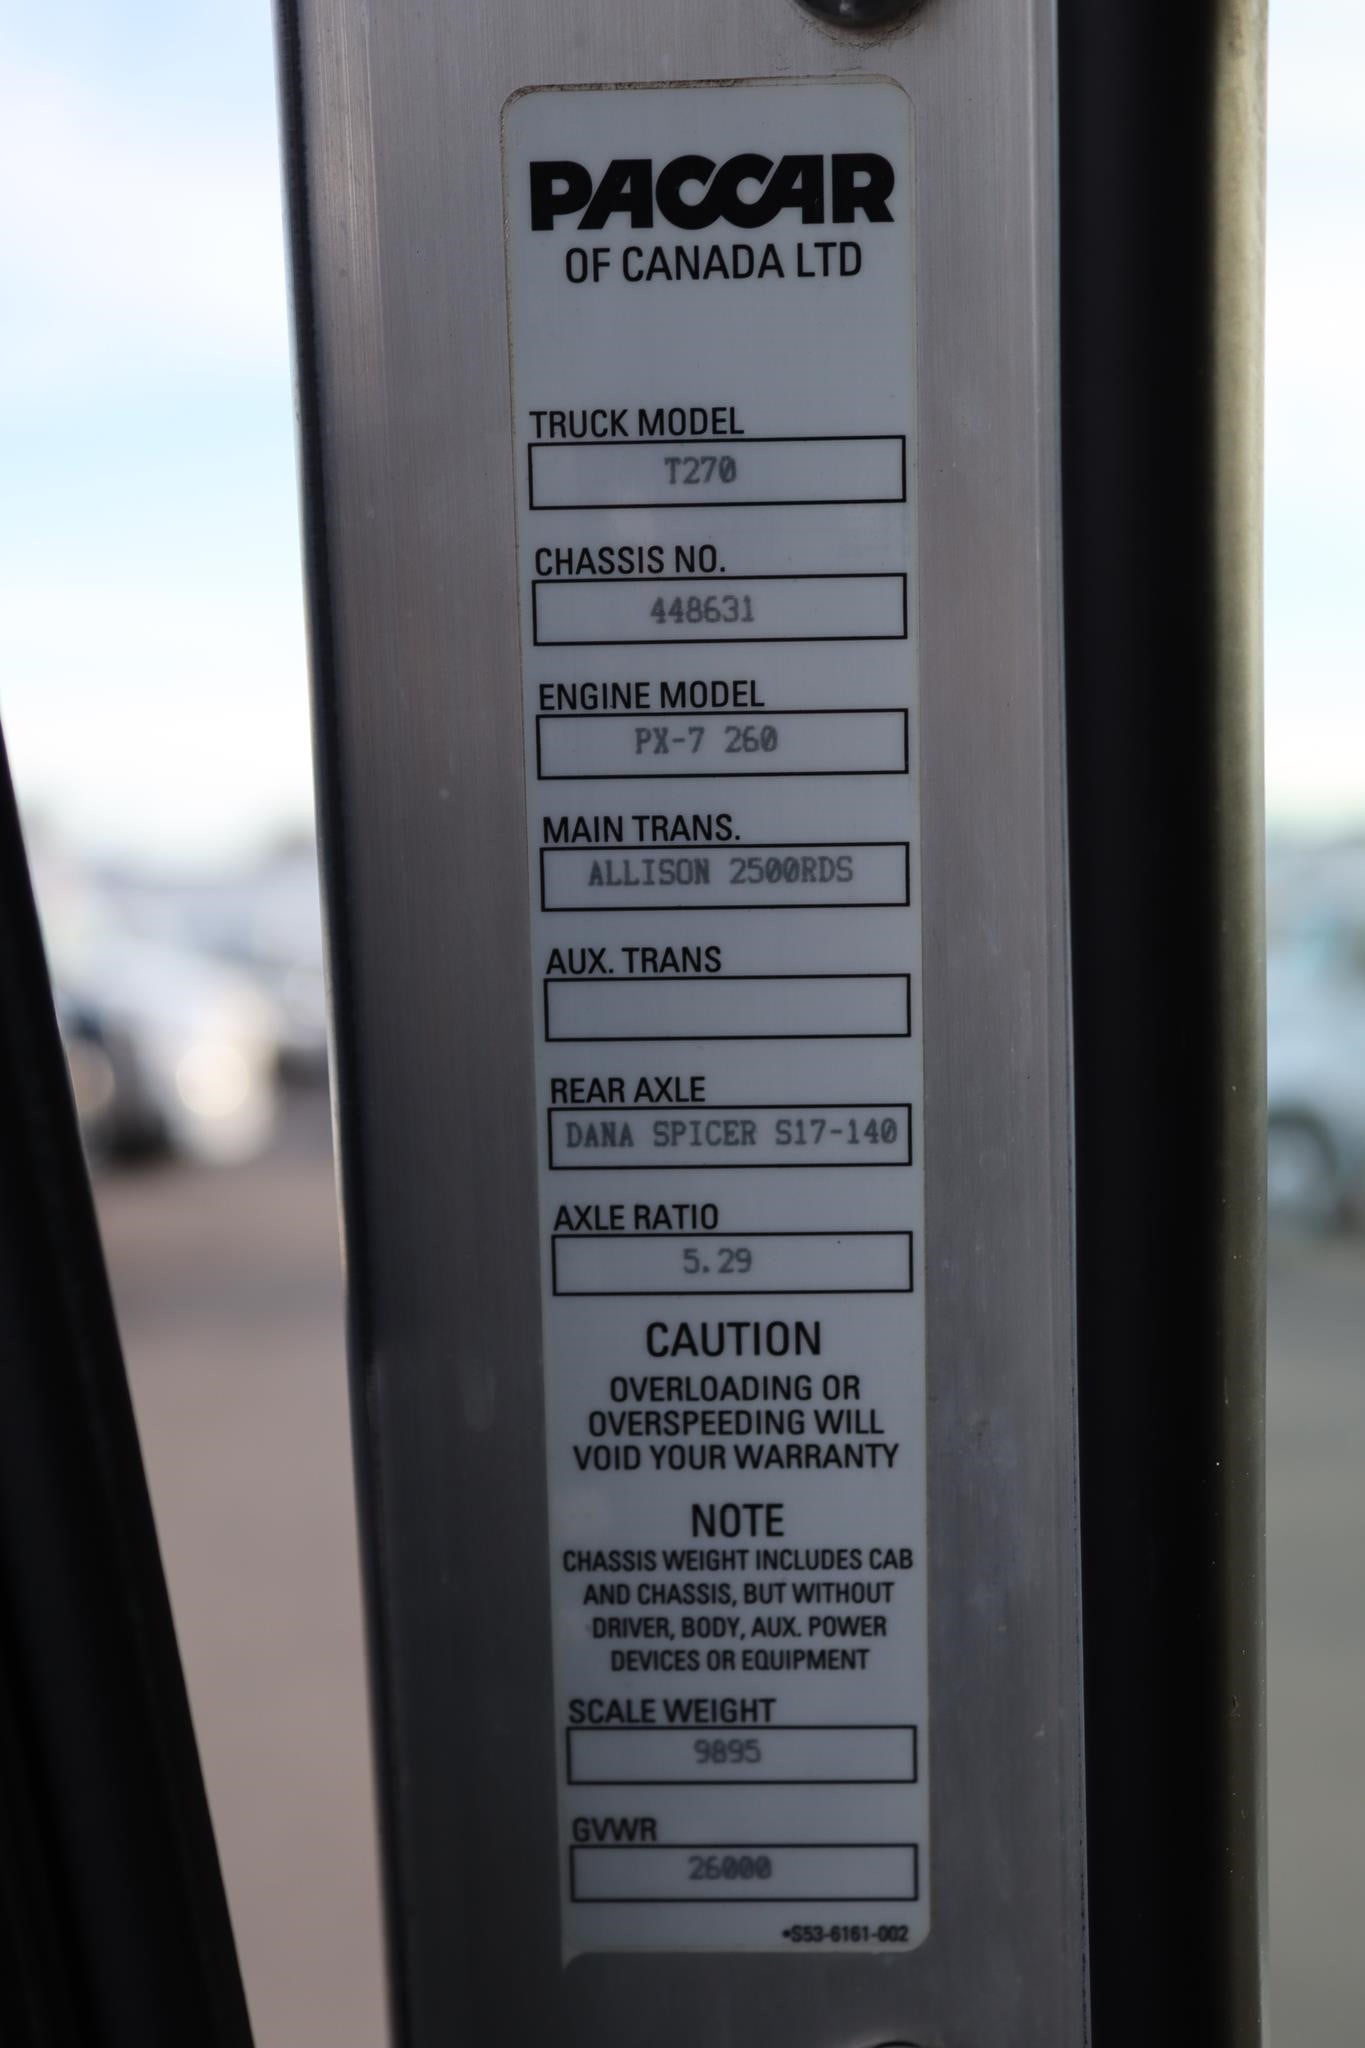 PACCAR
OF CANADA LTD
TRUCK MODEL
T270
CHASSIS NO.
448631
ENGINE MODEL
PX-7 260
MAIN TRANS.
ALLISON 2500RDS
AUX. TRANS
REAR AXLE
DANA SPICER S17-140
AXLE RATIO
5.29
CAUTION
OVERLOADING OR
OVERSPEEDING WILL
VOID YOUR WARRANTY
NOTE
CHASSIS WEIGHT INCLUDES CAB
AND CHASSIS, BUT WITHOUT
DRIVER, BODY, AUX. POWER
DEVICES OR EQUIPMENT
SCALE WEIGHT
9895
GVWR
26000
•S53-6161-002